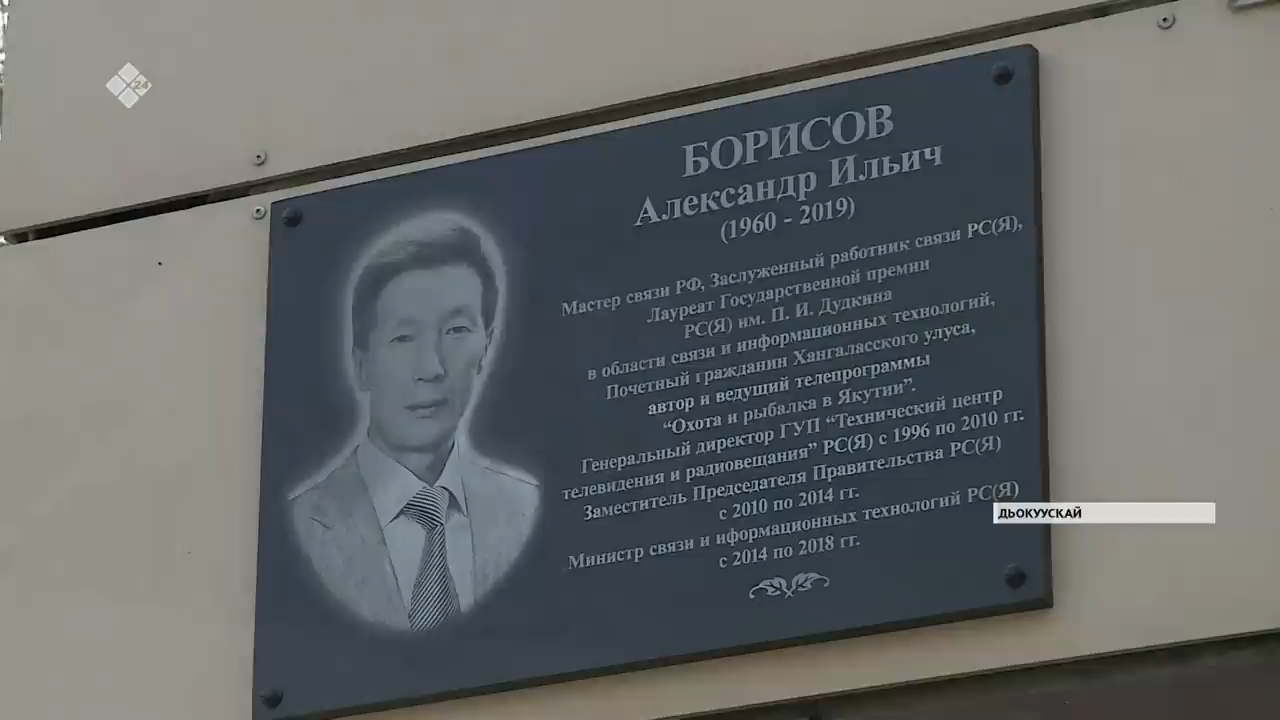 24
БОРИСОВ
Александр Ильич
(1960 - 2019)
Мастер связи РФ, Заслуженный работник связи РС(Я),
Лауреат Государственной премии
РС(Я) им. П. И. Дудкина
в области связи и информационных технологий,
Почетный гражданин Хангаласского улуса,
автор и ведущий телепрограммы
“Охота и рыбалка в Якутии”.
Генеральный директор ГУП “Технический центр
телевидения и радиовещания” РС(Я) с 1996 по 2010 гг.
Заместитель Председателя Правительства РС(Я)
с 2010 по 2014 гг.
Министр связи и иформационных технологий РС(Я)
с 2014 по 2018 гг.
ДЬОКУУСКАЙ